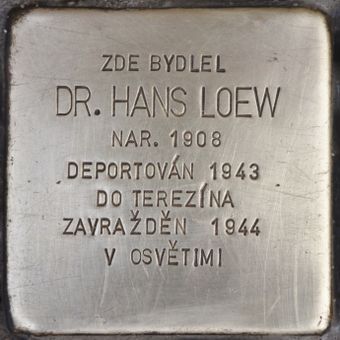 ZDE BYDLEL
DR. HANS LOEW
NAR. 1908
DEPORTOVÁN 1943
DO TEREZÍNA
ZAVRAŽDĚN 1944
V OSVĚTIMI